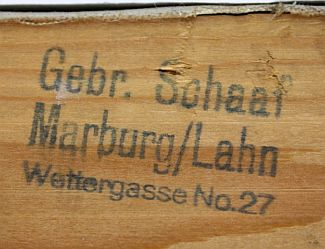 Gebr. Schaaf
Marburg/Lahn
Wettergasse No.27